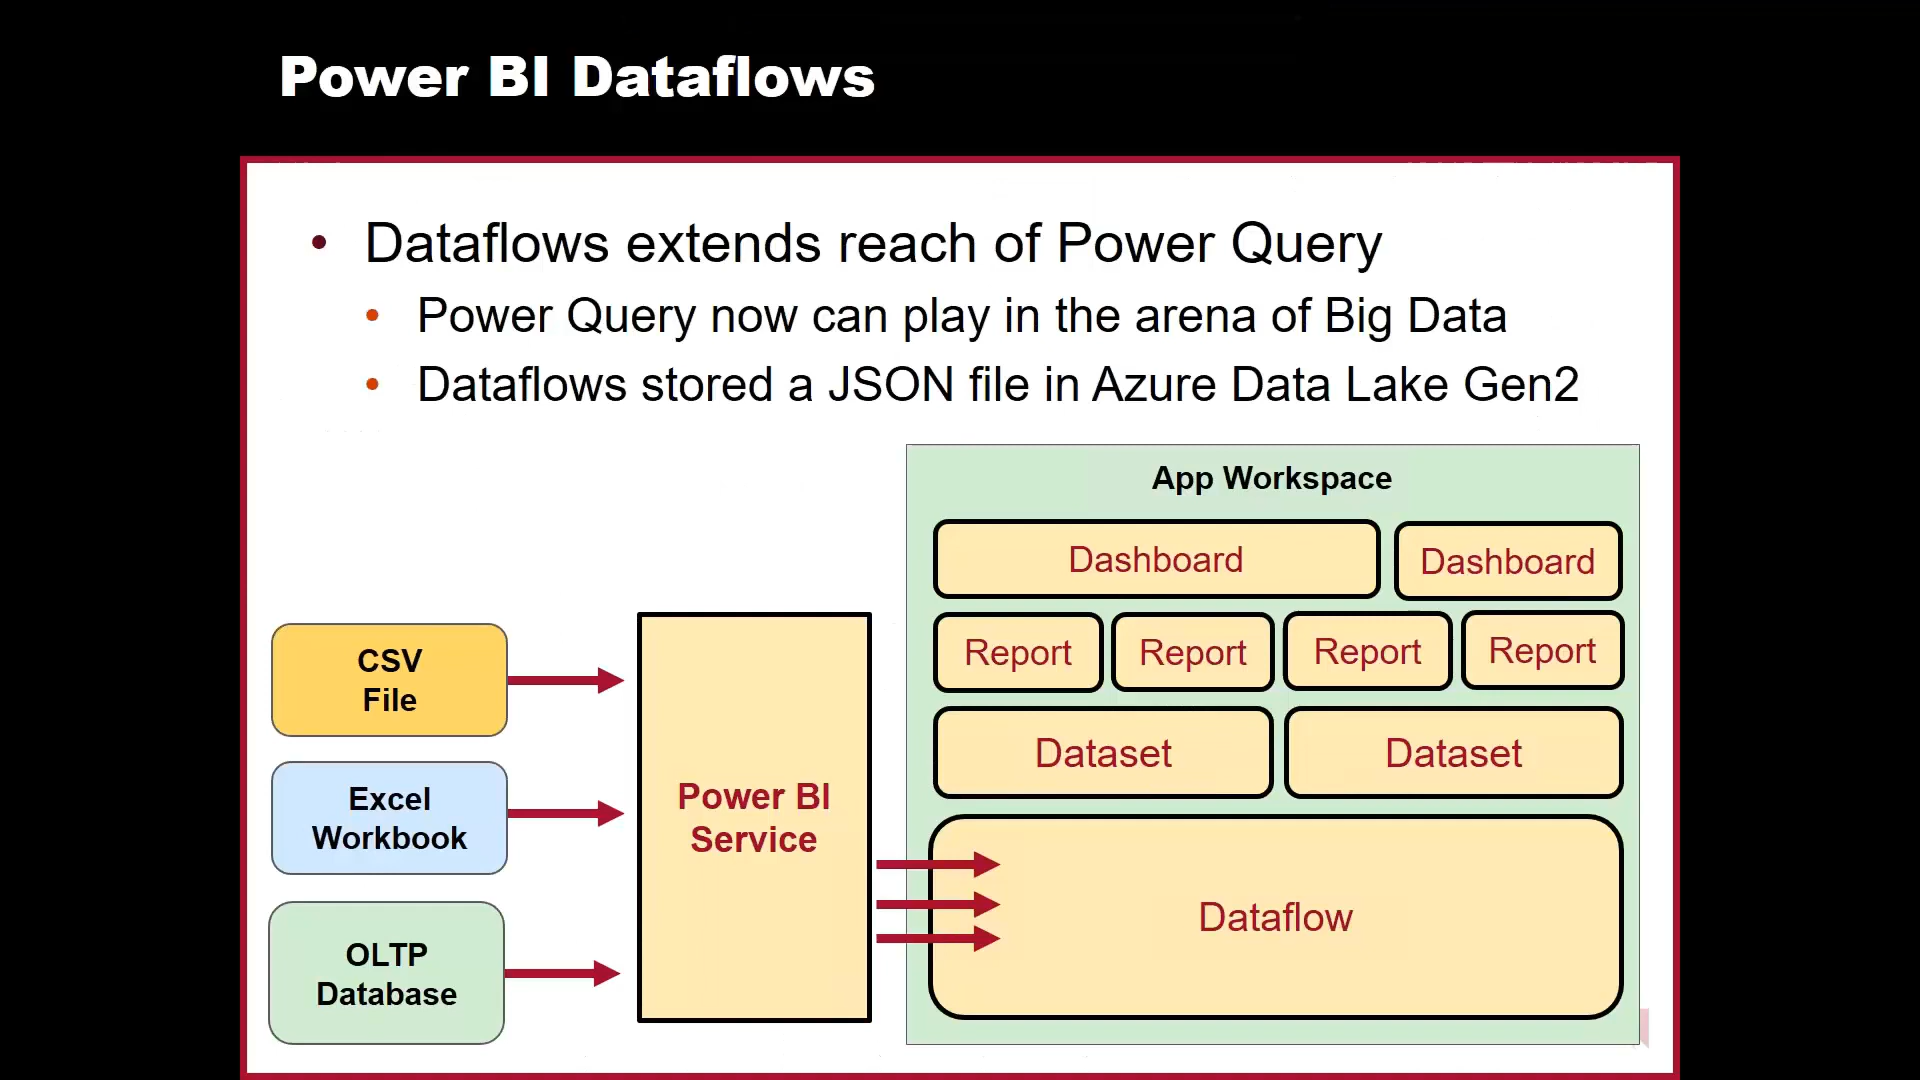 Power BI Dataflows
• Dataflows extends reach of Power Query
• Power Query now can play in the arena of Big Data
• Dataflows stored a JSON file in Azure Data Lake Gen2
App Workspace
Dashboard
Dashboard
Report
Report
Report
Report
Dataset
Dataset
Dataflow
CSV
File
Excel
Workbook
OLTP
Database
Power BI
Service